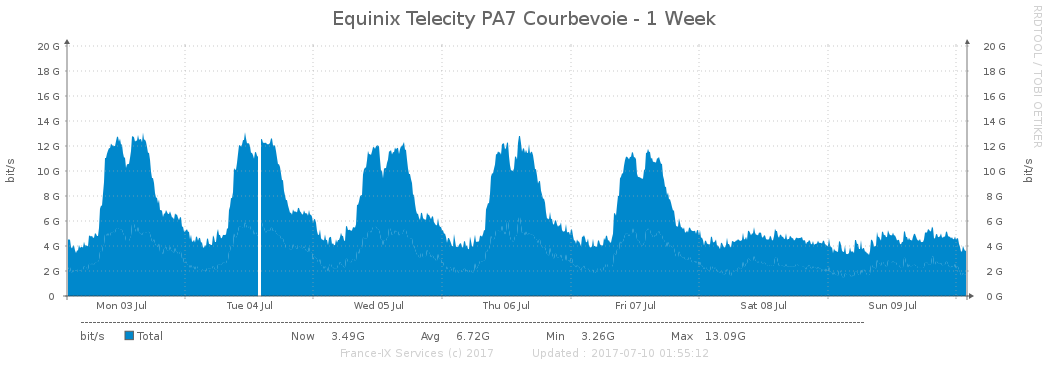 Equinix Telecity PA7 Courbevoie - 1 Week
RRDTOOL / TOBI OETIKER
bit/s
20 G 20 G
18 G 18 G
16 G 16 G
14 G 14 G
12 G 12 G
10 G 10 G
8 G 8 G
6 G 6 G
4 G 4 G
2 G 2 G
0 0 G
bit/s
Mon 03 Jul Tue 04 Jul Wed 05 Jul Thu 06 Jul Fri 07 Jul Sat 08 Jul Sun 09 Jul
bit/s Total Now 3.49G Avg 6.72G Min 3.26G Max 13.09G
France-IX Services (c) 2017 Updated : 2017-07-10 01:55:12